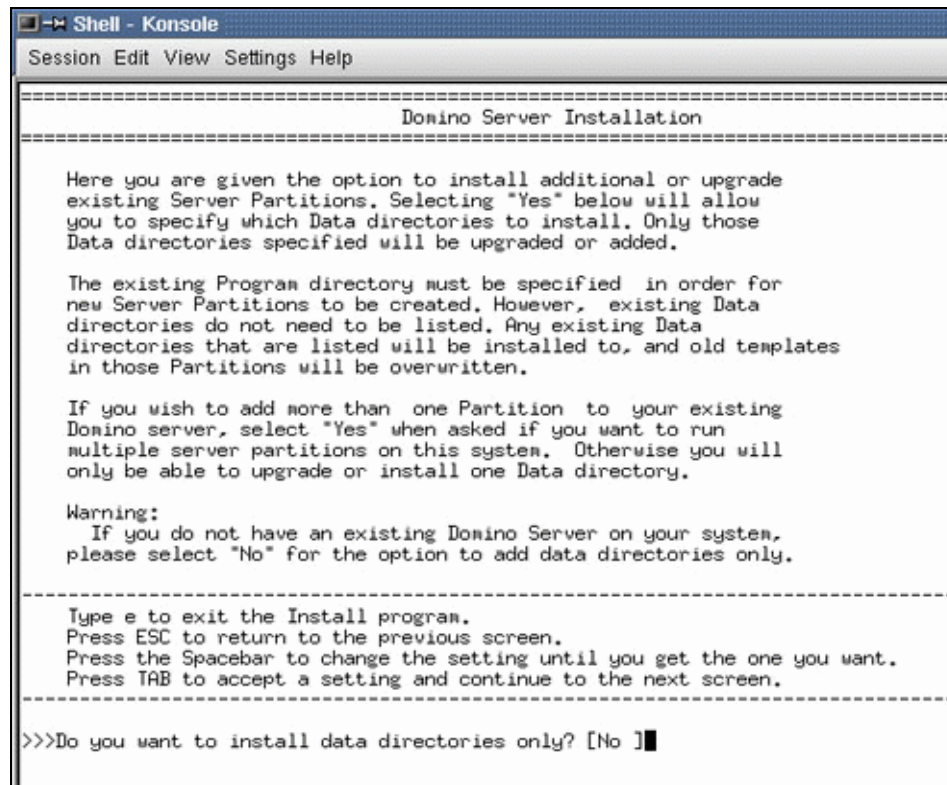 Shell - Konsole
Session Edit View Settings Help
================================================================================
Domino Server Installation
================================================================================
Here you are given the option to install additional or upgrade
existing Server Partitions. Selecting "Yes" below will allow
you to specify which Data directories to install. Only those
Data directories specified will be upgraded or added.
The existing Program directory must be specified  in order for
new Server Partitions to be created. However,  existing Data
directories do not need to be listed. Any existing Data
directories that are listed will be installed to, and old templates
in those Partitions will be overwritten.
If you wish to add more than  one Partition  to  your existing
Domino server, select "Yes" when asked if you want to run
multiple server partitions on this system.  Otherwise you will
only be able to upgrade or install one Data directory.
Warning:
If you do not have an existing Domino Server on your system,
please select "No" for the option to add data directories only.
--------------------------------------------------------------------------------
Type e to exit the Install program.
Press ESC to return to the previous screen.
Press the Spacebar to change the setting until you get the one you want.
Press TAB to accept a setting and continue to the next screen.
--------------------------------------------------------------------------------
>>>Do you want to install data directories only? [No ]